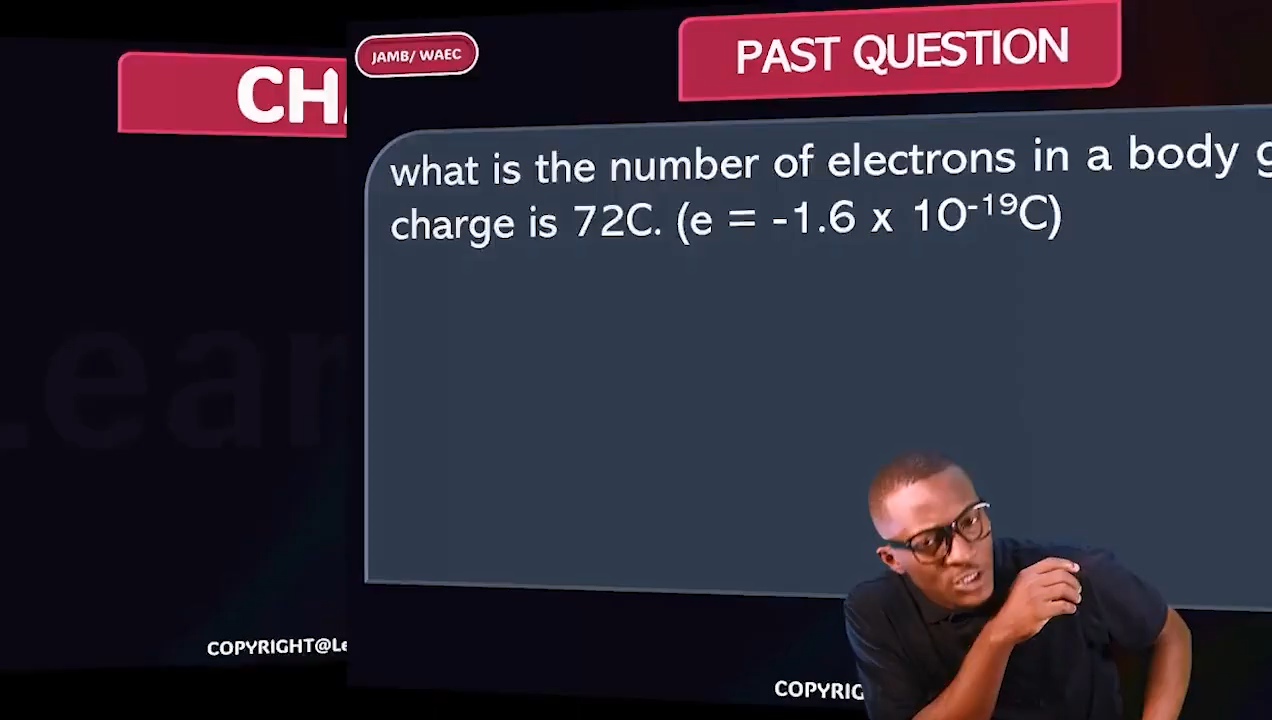 CH
JAMB/ WAEC
PAST QUESTION
what is the number of electrons in a body
charge is 72C. (e = -1.6 x 10⁻¹⁹C)
COPYRIGHT@Le
COPYRIG